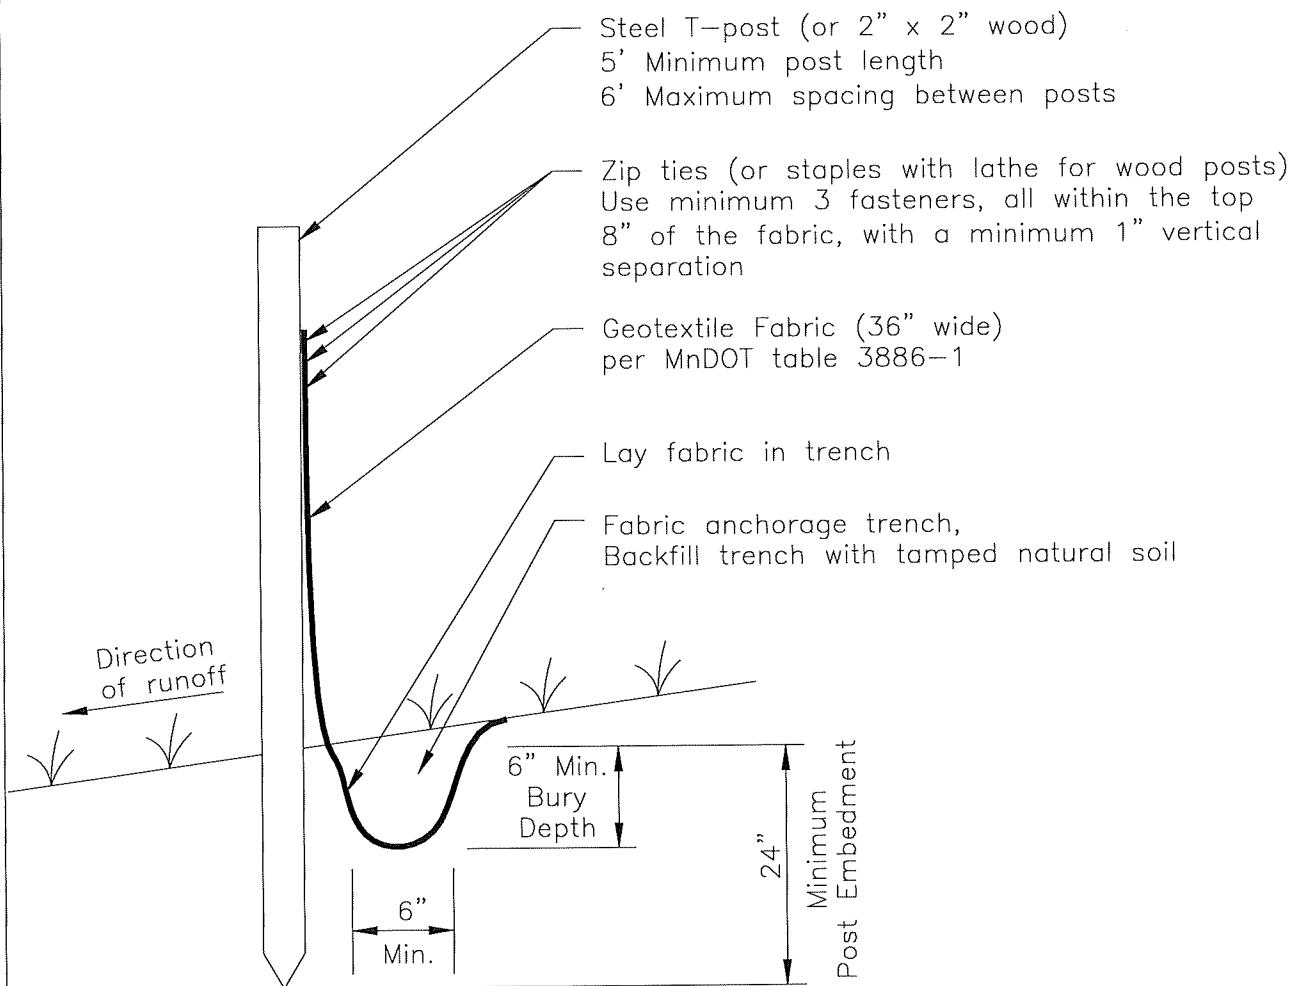 Steel T-post (or 2" x 2" wood)
5' Minimum post length
6' Maximum spacing between posts
Zip ties (or staples with lathe for wood posts)
Use minimum 3 fasteners, all within the top
8" of the fabric, with a minimum 1" vertical
separation
Geotextile Fabric (36" wide)
per MnDOT table 3886-1
Lay fabric in trench
Fabric anchorage trench,
Backfill trench with tamped natural soil
Direction
of runoff
6" Min.
Bury
Depth
6"
Min.
24"
Minimum
Post Embedment